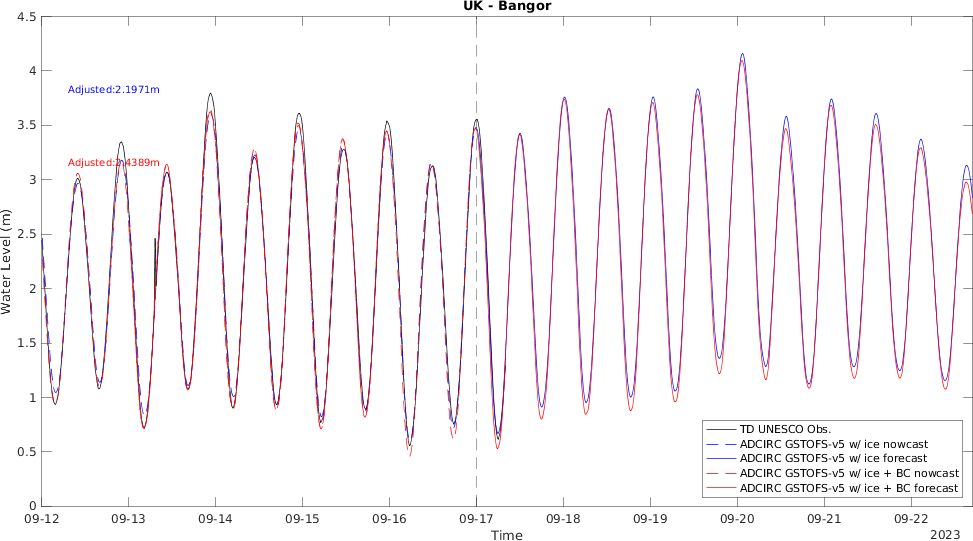 UK - Bangor
4.5
4
3.5
3
2.5
2
1.5
1
0.5
0
Water Level (m)
Adjusted:2.1971m
Adjusted:2.4389m
TD UNESCO Obs.
ADCIRC GSTOFS-v5 w/ ice nowcast
ADCIRC GSTOFS-v5 w/ ice forecast
ADCIRC GSTOFS-v5 w/ ice + BC nowcast
ADCIRC GSTOFS-v5 w/ ice + BC forecast
09-12 09-13 09-14 09-15 09-16 09-17 09-18 09-19 09-20 09-21 09-22
Time
2023